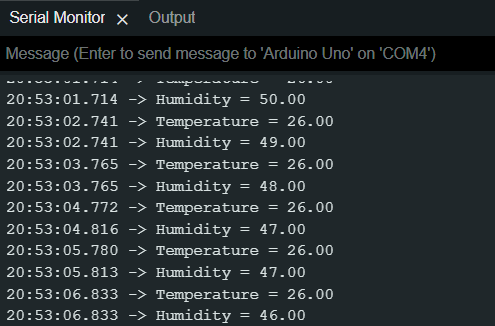 Serial Monitor × Output
Message (Enter to send message to 'Arduino Uno' on 'COM4')
20:53:01.714 -> Humidity = 50.00
20:53:02.741 -> Temperature = 26.00
20:53:02.741 -> Humidity = 49.00
20:53:03.765 -> Temperature = 26.00
20:53:03.765 -> Humidity = 48.00
20:53:04.772 -> Temperature = 26.00
20:53:04.816 -> Humidity = 47.00
20:53:05.780 -> Temperature = 26.00
20:53:05.813 -> Humidity = 47.00
20:53:06.833 -> Temperature = 26.00
20:53:06.833 -> Humidity = 46.00